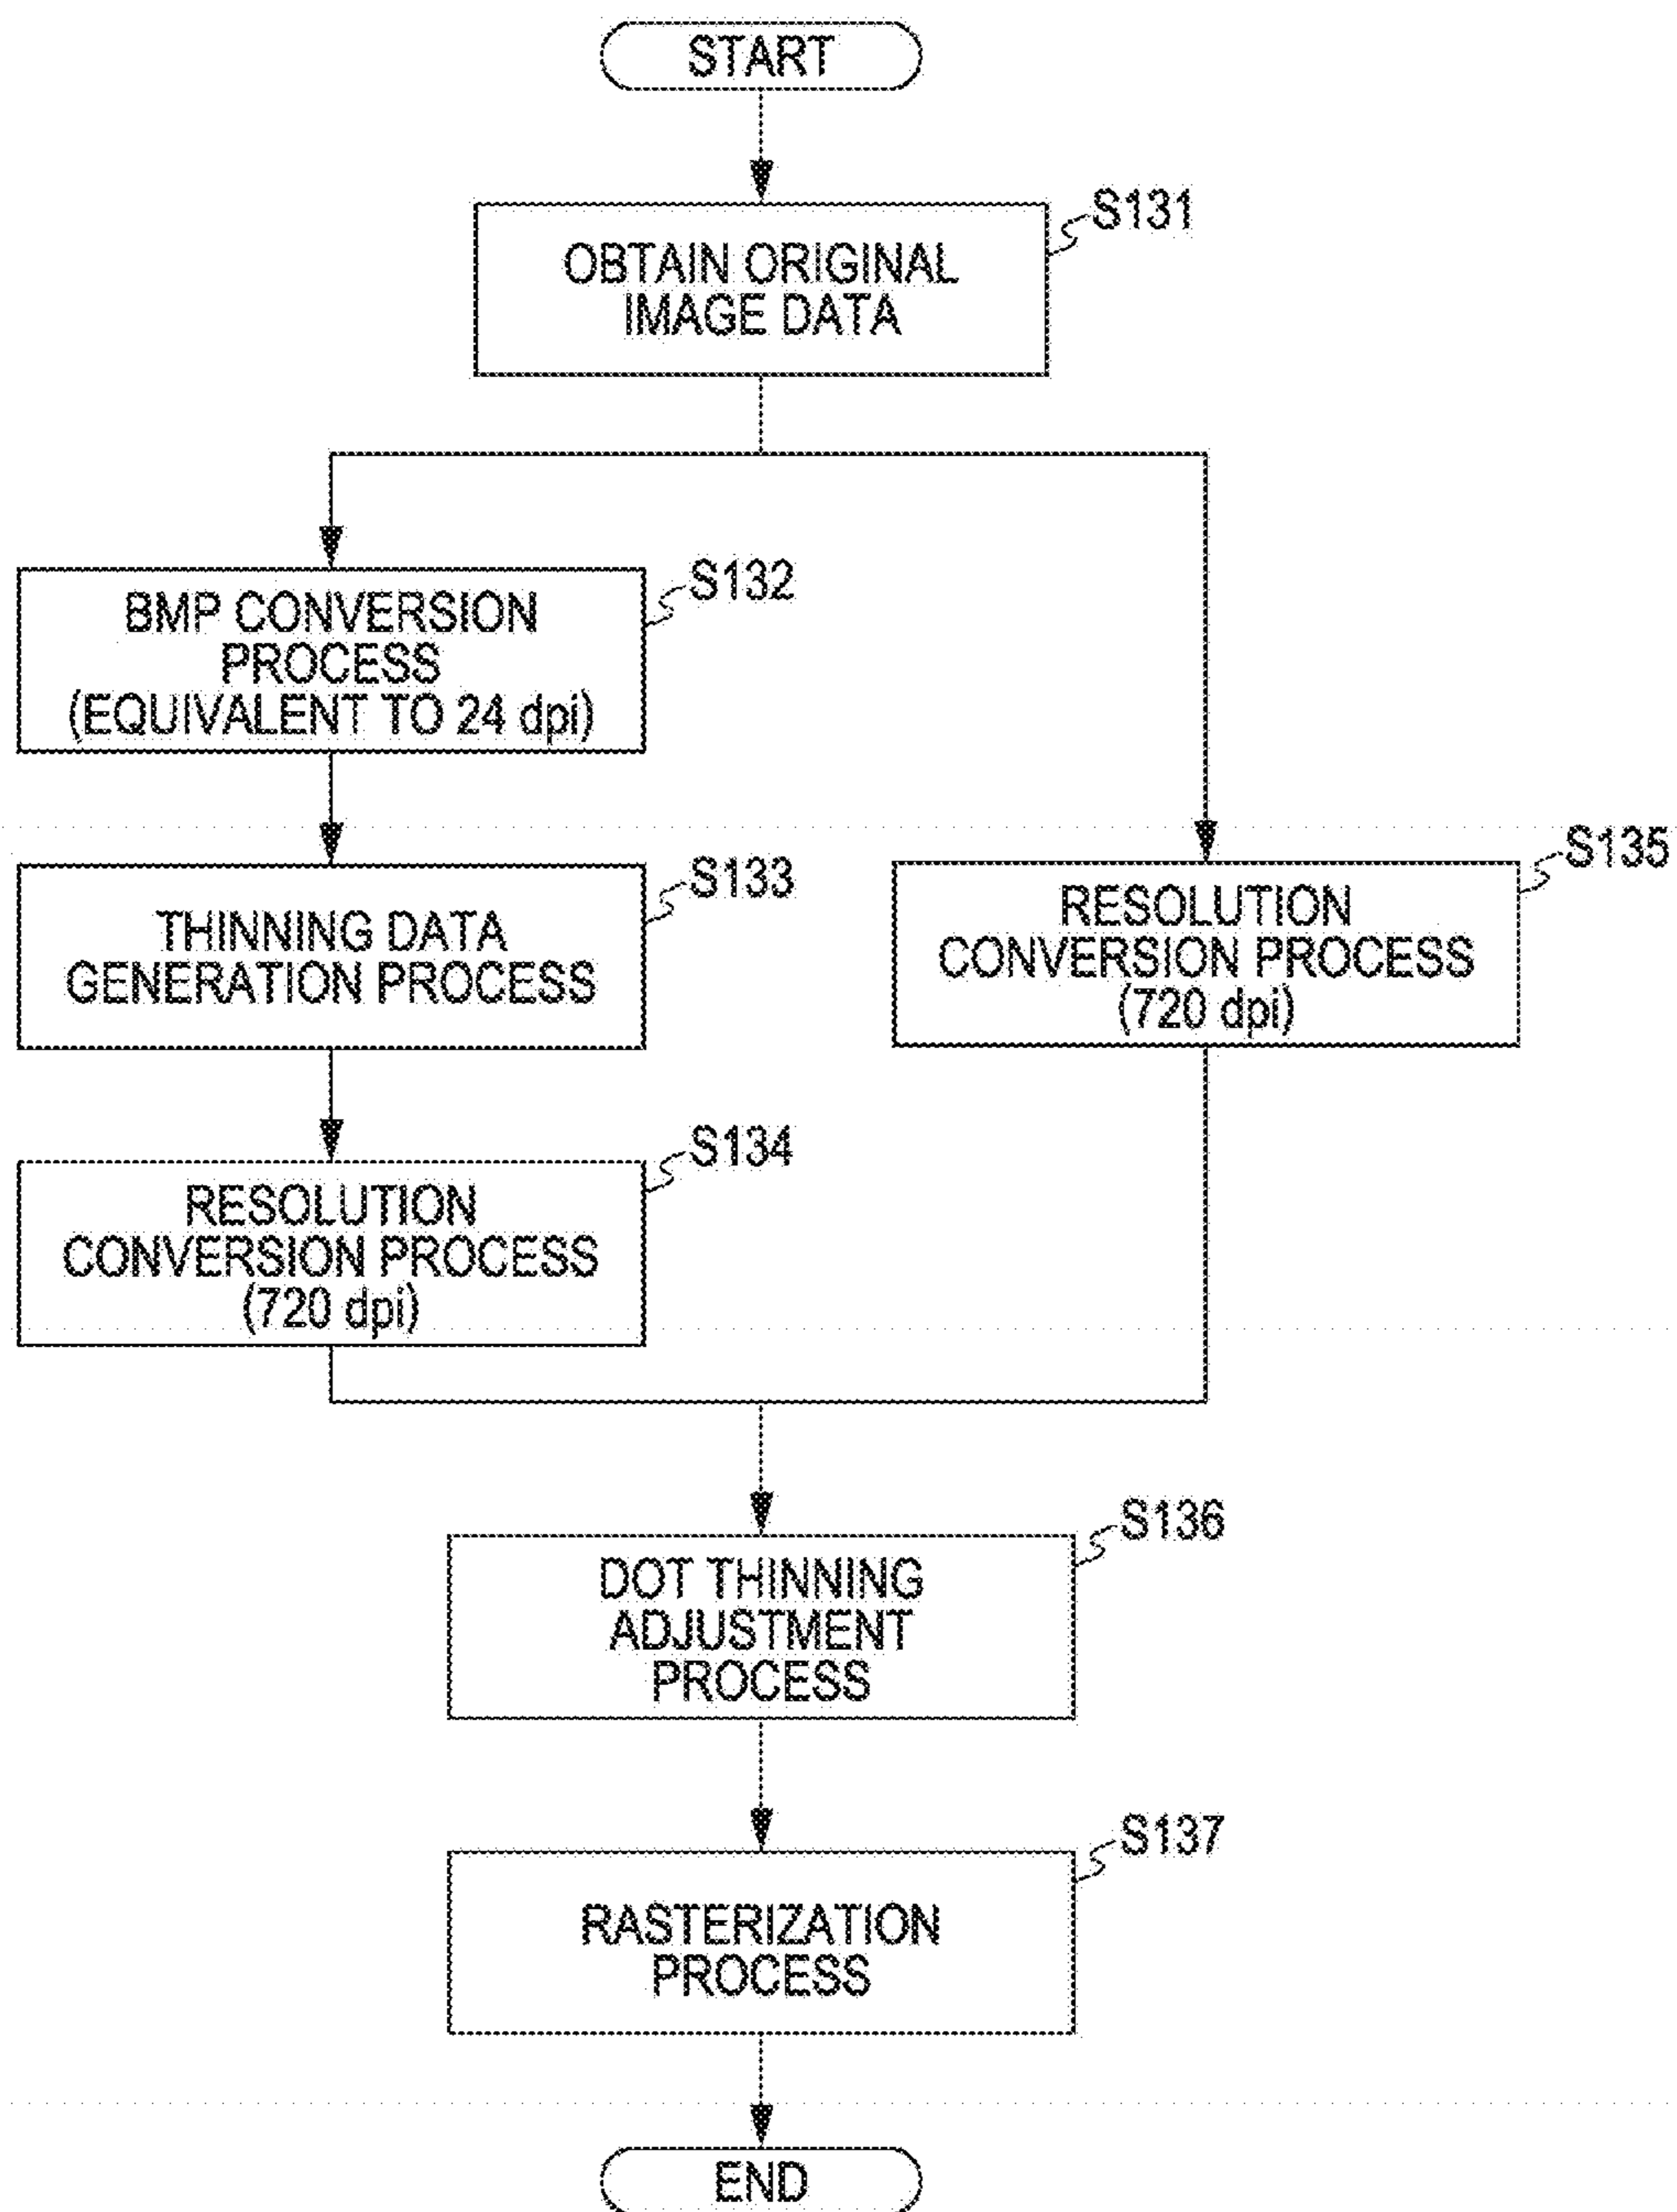 START
S131
OBTAIN ORIGINAL
IMAGE DATA
S132
BMP CONVERSION
PROCESS
(EQUIVALENT TO 24 dpi)
S133
THINNING DATA
GENERATION PROCESS
S135
RESOLUTION
CONVERSION PROCESS
(720 dpi)
S134
RESOLUTION
CONVERSION PROCESS
(720 dpi)
S136
DOT THINNING
ADJUSTMENT
PROCESS
S137
RASTERIZATION
PROCESS
END